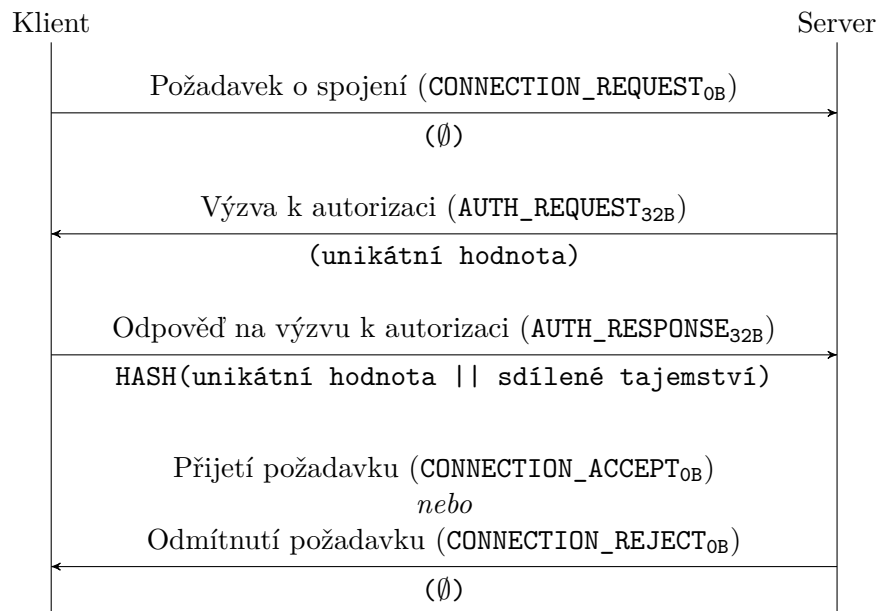 Klient Server
Požadavek o spojení (CONNECTION_REQUEST0B)
(∅)
Výzva k autorizaci (AUTH_REQUEST32B)
(unikátní hodnota)
Odpověď na výzvu k autorizaci (AUTH_RESPONSE32B)
HASH(unikátní hodnota || sdílené tajemství)
Přijetí požadavku (CONNECTION_ACCEPT0B)
nebo
Odmítnutí požadavku (CONNECTION_REJECT0B)
(∅)